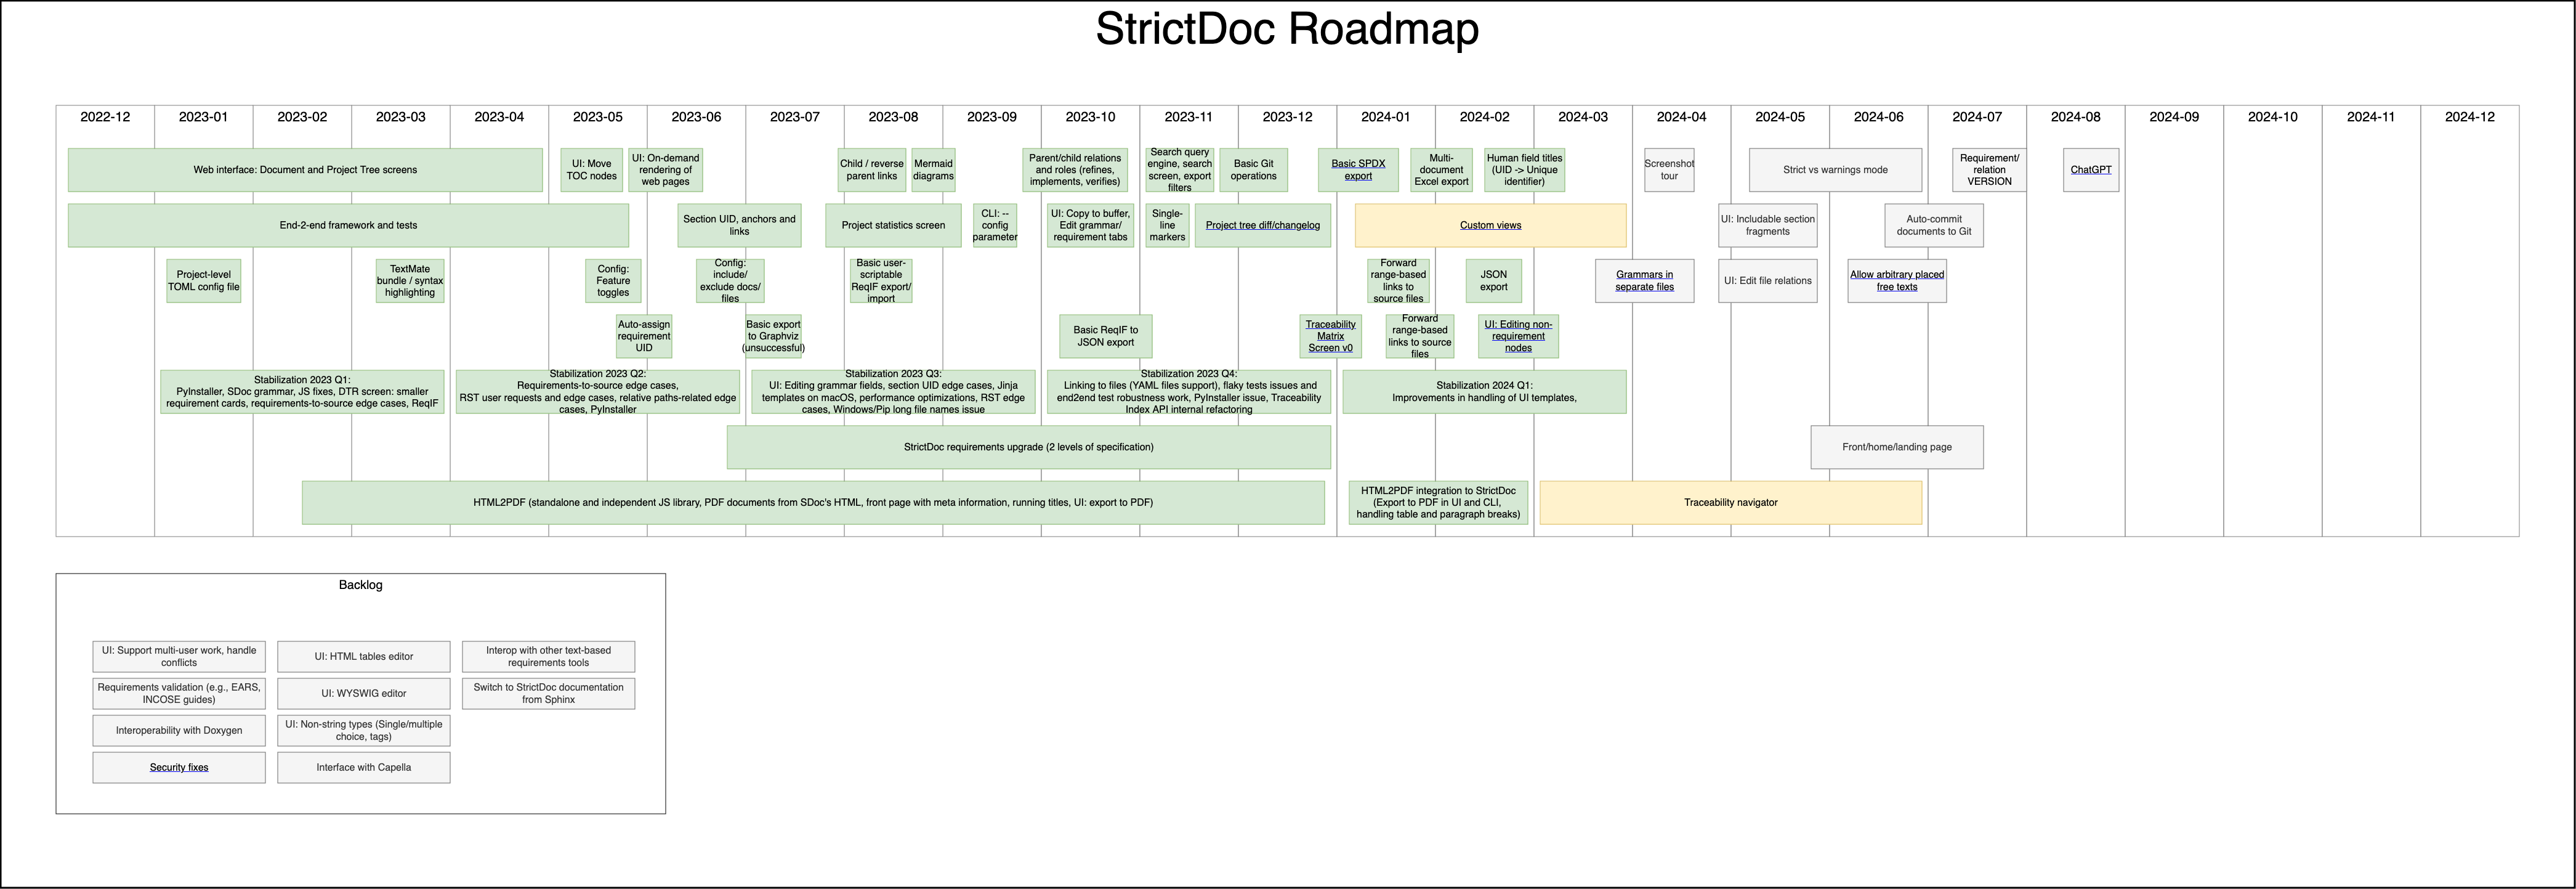 StrictDoc Roadmap
2022-12
2023-01
2023-02
2023-03
2023-04
2023-05
2023-06
2023-07
2023-08
2023-09
2023-10
2023-11
2023-12
2024-01
2024-02
2024-03
2024-04
2024-05
2024-06
2024-07
2024-08
2024-09
2024-10
2024-11
2024-12
Web interface: Document and Project Tree screens
UI: Move
TOC nodes
UI: On-demand
rendering of
web pages
Child / reverse
parent links
Mermaid
diagrams
Parent/child relations
and roles (refines,
implements, verifies)
Search query
engine, search
screen, export
filters
Basic Git
operations
Basic SPDX
export
Multi-
document
Excel export
Human field titles
(UID -> Unique
identifier)
Screenshot
tour
Strict vs warnings mode
Requirement/
relation
VERSION
ChatGPT
End-2-end framework and tests
Section UID, anchors and
links
Project statistics screen
CLI: --
config
parameter
UI: Copy to buffer,
Edit grammar/
requirement tabs
Single-
line
markers
Project tree diff/changelog
Custom views
UI: Includable section
fragments
Auto-commit
documents to Git
Project-level
TOML config file
TextMate
bundle / syntax
highlighting
Config:
Feature
toggles
Config:
include/
exclude docs/
files
Basic user-
scriptable
ReqIF export/
import
Forward
range-based
links to
source files
JSON
export
Grammars in
separate files
UI: Edit file relations
Allow arbitrary placed
free texts
Auto-assign
requirement
UID
Basic export
to Graphviz
(unsuccessful)
Basic ReqIF to
JSON export
Traceability
Matrix
Screen v0
Forward
range-based
links to source
files
UI: Editing non-
requirement
nodes
Stabilization 2023 Q1:
PyInstaller, SDoc grammar, JS fixes, DTR screen: smaller
requirement cards, requirements-to-source edge cases, ReqIF
Stabilization 2023 Q2:
Requirements-to-source edge cases,
RST user requests and edge cases, relative paths-related edge
cases, PyInstaller
Stabilization 2023 Q3:
UI: Editing grammar fields, section UID edge cases, Jinja
templates on macOS, performance optimizations, RST edge
cases, Windows/Pip long file names issue
Stabilization 2023 Q4:
Linking to files (YAML files support), flaky tests issues and
end2end test robustness work, PyInstaller issue, Traceability
Index API internal refactoring
Stabilization 2024 Q1:
Improvements in handling of UI templates,
StrictDoc requirements upgrade (2 levels of specification)
Front/home/landing page
HTML2PDF (standalone and independent JS library, PDF documents from SDoc's HTML, front page with meta information, running titles, UI: export to PDF)
HTML2PDF integration to StrictDoc
(Export to PDF in UI and CLI,
handling table and paragraph breaks)
Traceability navigator
Backlog
UI: Support multi-user work, handle
conflicts
UI: HTML tables editor
Interop with other text-based
requirements tools
Requirements validation (e.g., EARS,
INCOSE guides)
UI: WYSWIG editor
Switch to StrictDoc documentation
from Sphinx
Interoperability with Doxygen
UI: Non-string types (Single/multiple
choice, tags)
Security fixes
Interface with Capella